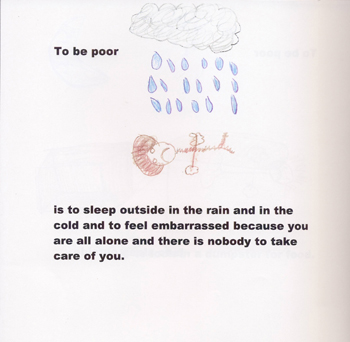 To be poor
is to sleep outside in the rain and in the
cold and to feel embarrassed because you
are all alone and there is nobody to take
care of you.